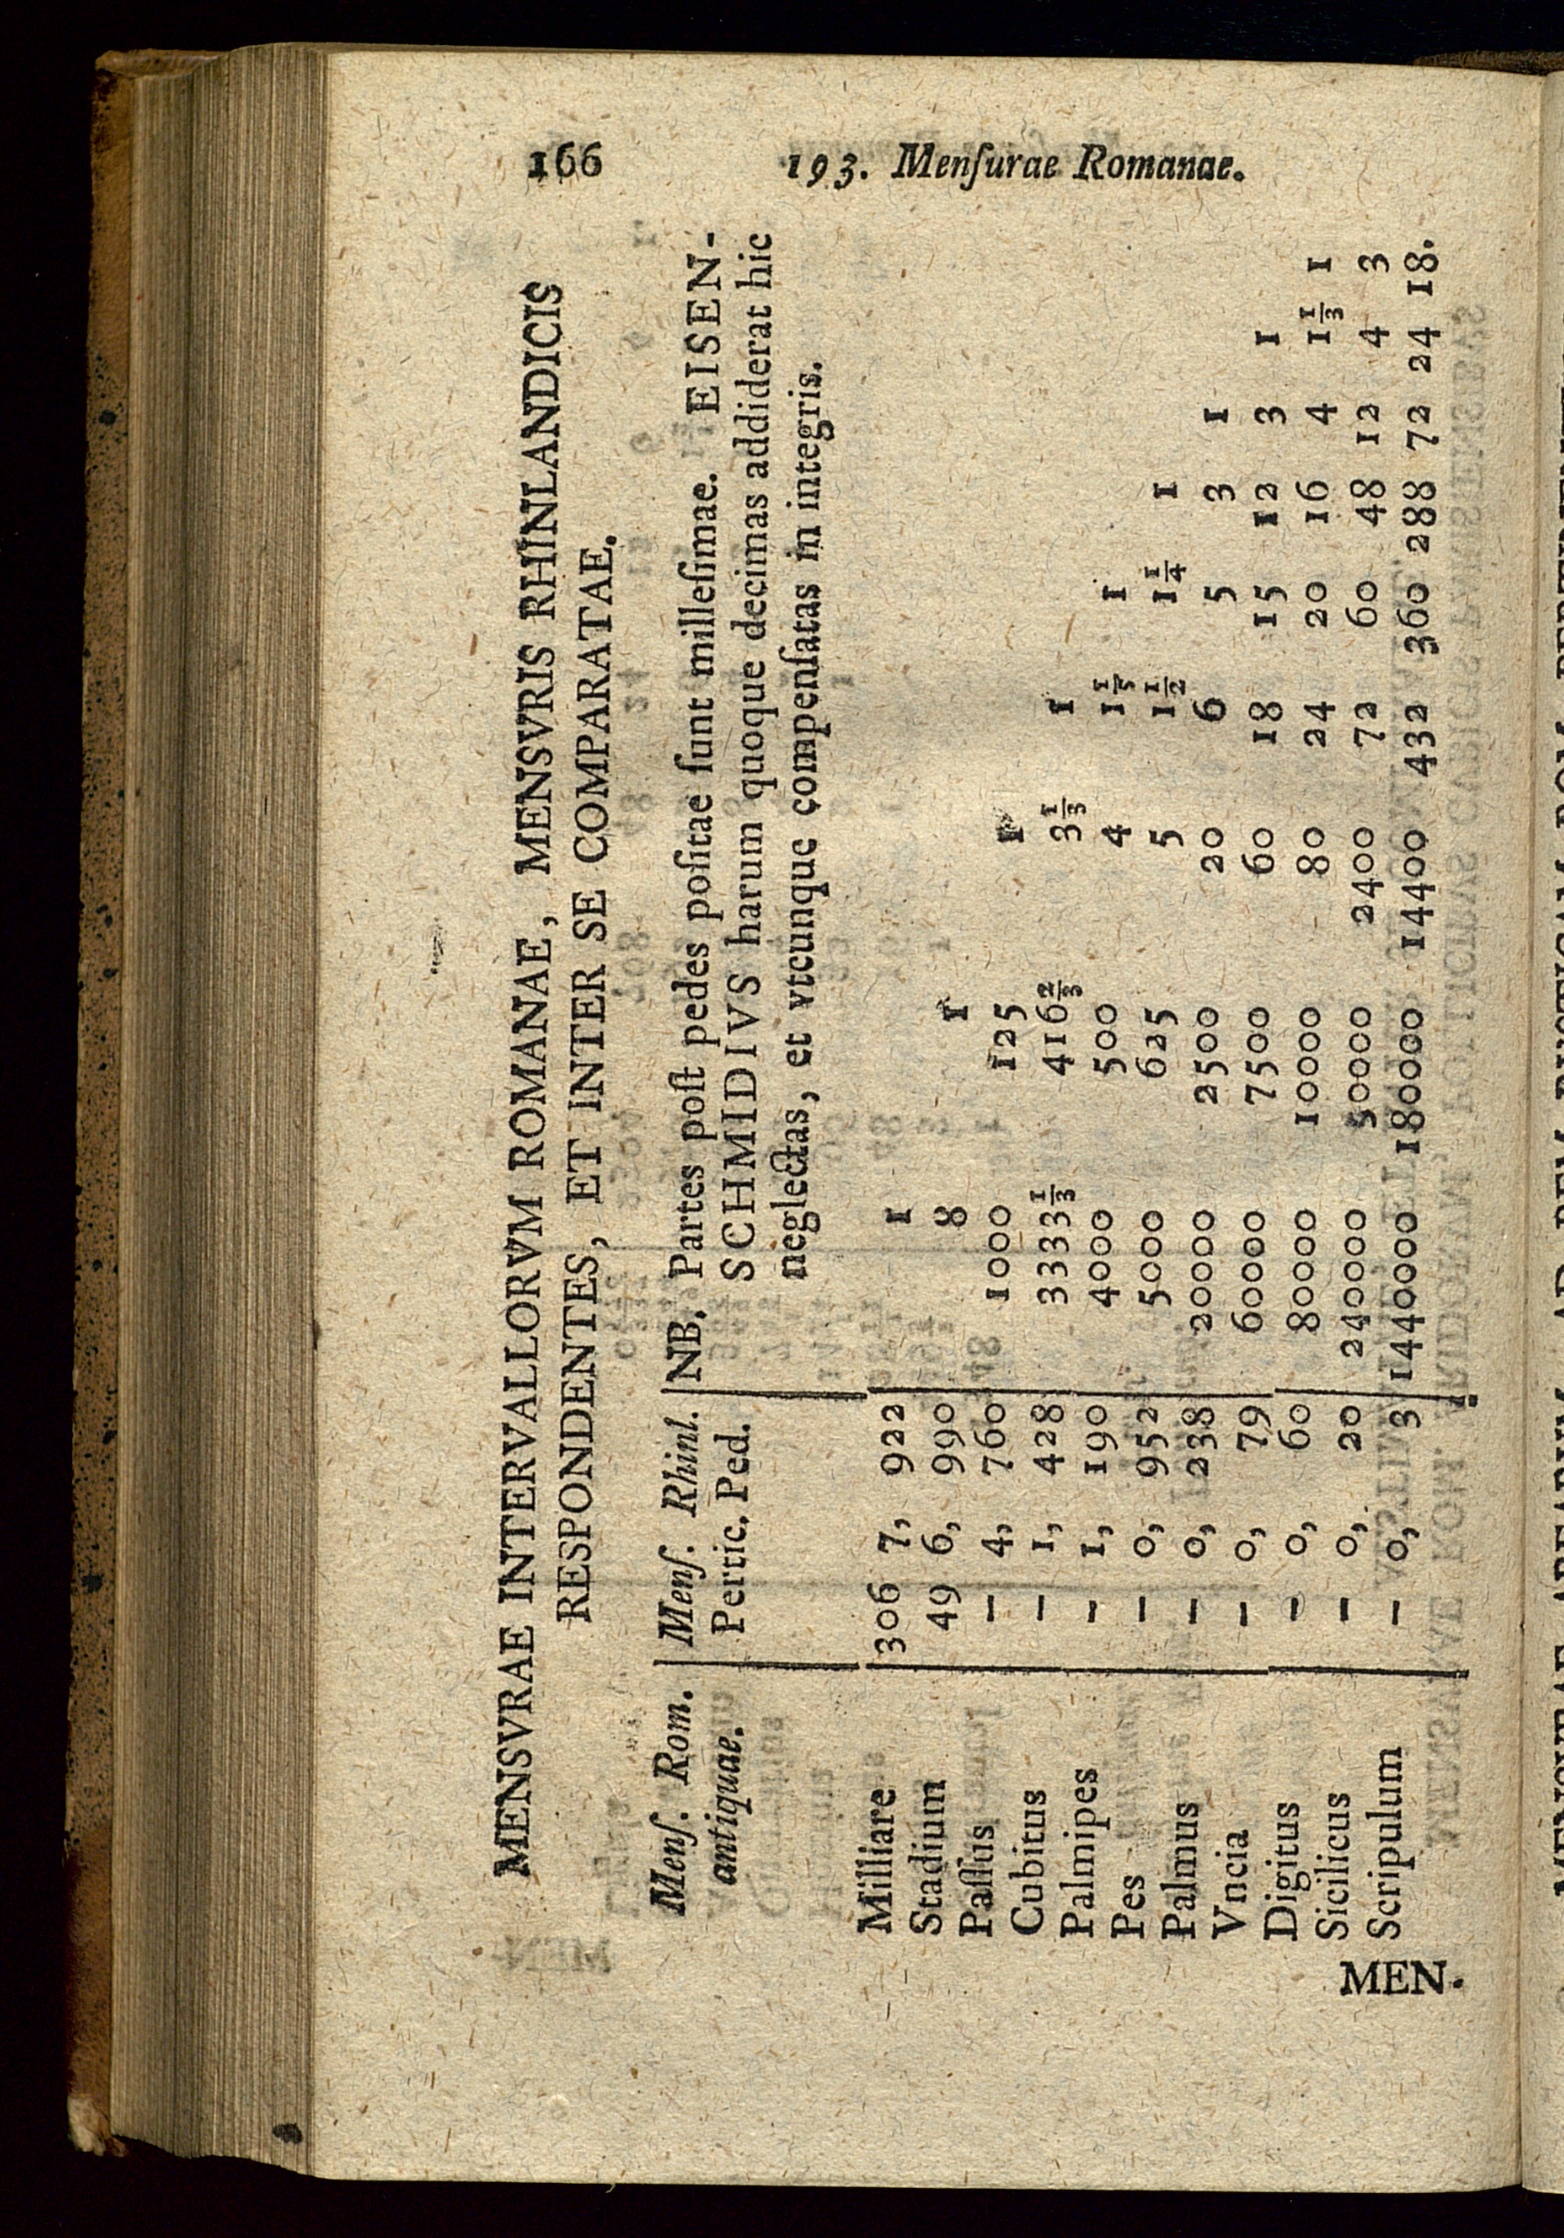 166 193. Menſurae Romanae.
MENSVRAE INTERVALLORVM ROMANAE, MENSVRIS RHINLANDICIS
RESPONDENTES, ET INTER SE COMPARATAE.
Menſ. Rom. | Menſ. Rhinl. | NB. Partes poſt pedes poſitae ſunt milleſimae. EISEN-
antiquae. | Pertic. Ped. | SCHMIDIVS harum quoque decimas addiderat hic
neglectas, et vtcunque compenſatas in integris.
Milliare | 306 7, 922 | 1
Stadium | 49 6, 990 | 8 1
Paſſus | — 4, 760 | 1000 125 1
Cubitus | — 1, 428 | 3333⅓ 416⅔ 3⅓ 1
Palmipes | — 1, 190 | 4000 500 4 1⅕ 1
Pes | — 0, 952 | 5000 625 5 1½ 1¼ 1
Palmus | — 0, 238 | 20000 2500 20 6 5 3 1
Vncia | — 0, 79 | 60000 7500 60 18 15 12 3 1
Digitus | — 0, 60 | 80000 10000 80 24 20 16 4 1⅓ 1
Sicilicus | — 0, 20 | 240000 50000 2400 72 60 48 12 4 3
Scripulum | — 0, 3 | 1440000 180000 14400 432 360 288 72 24 18.
MEN-